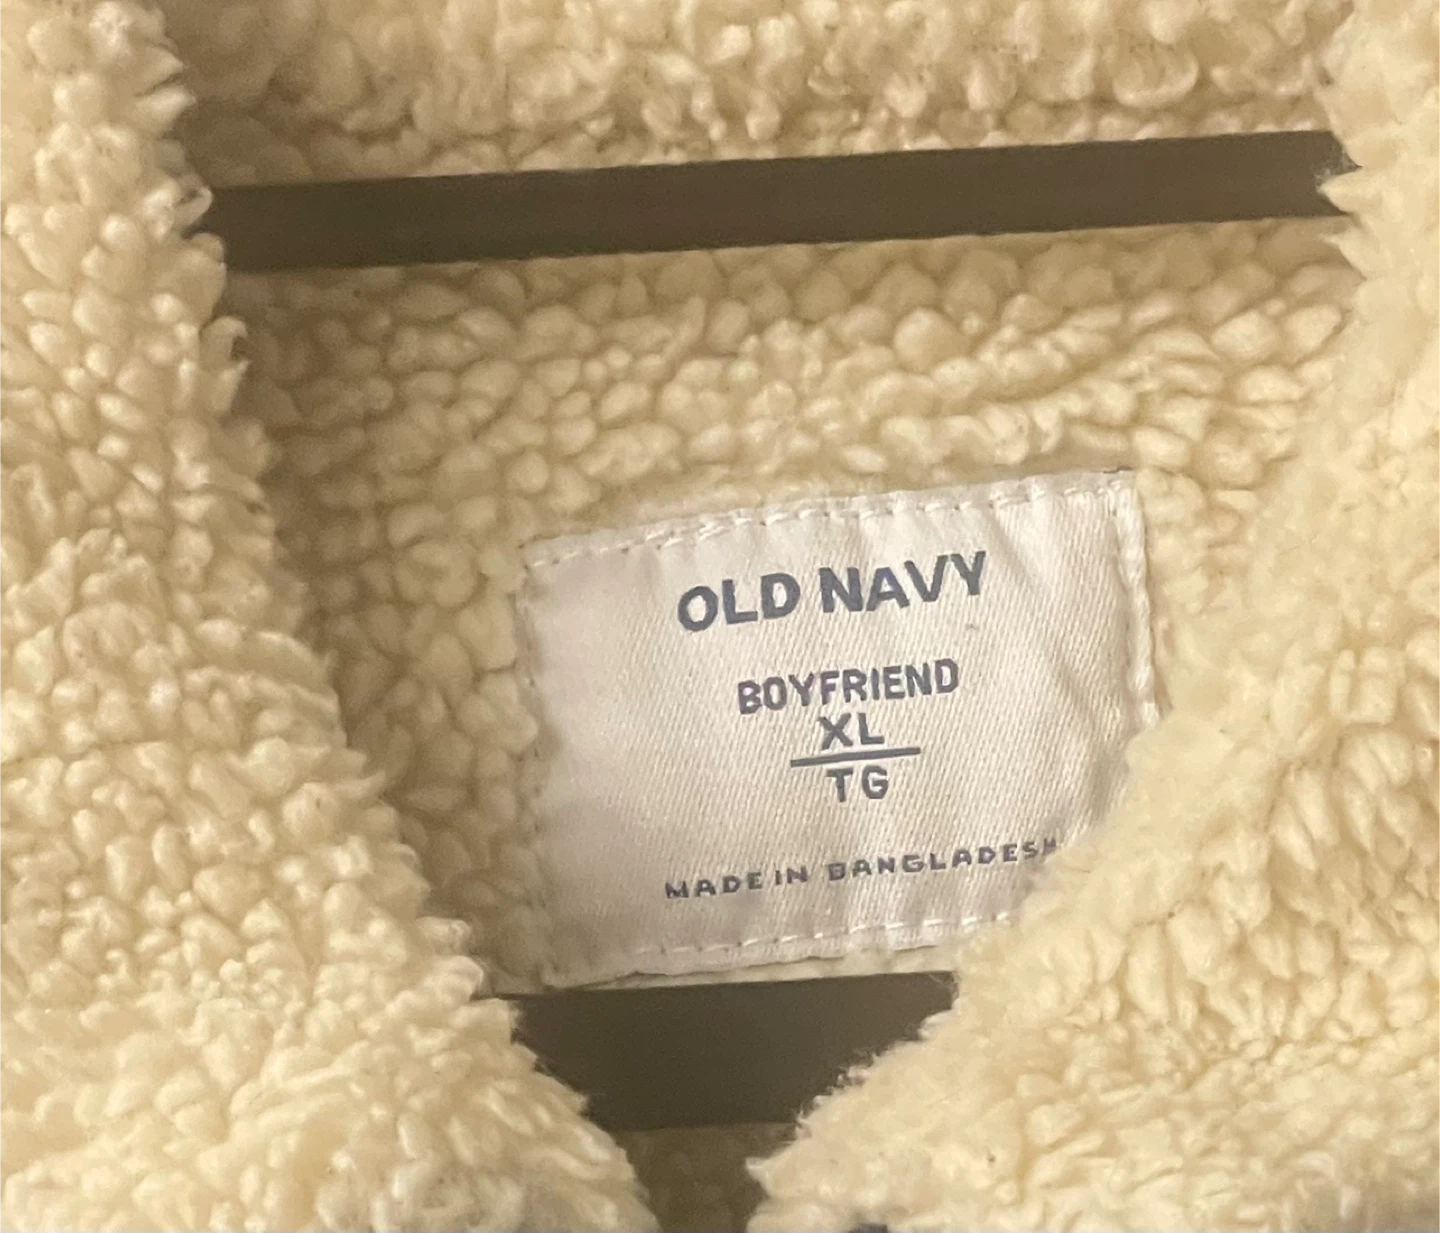 OLD NAVY
BOYFRIEND
XL
TG
MADE IN BANGLADESH